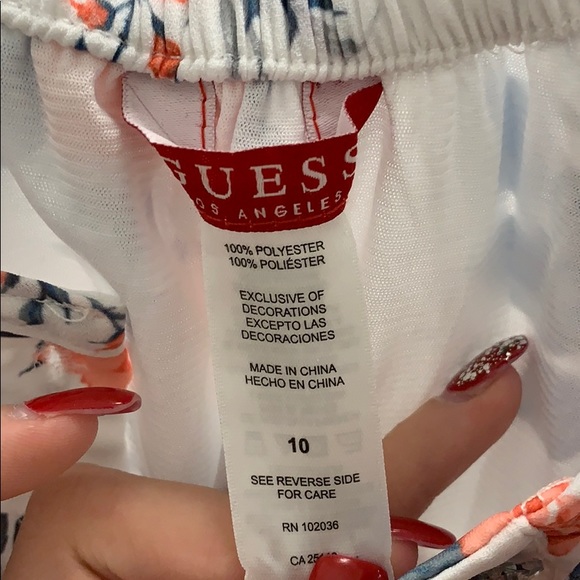 GUESS
LOS ANGELES
100% POLYESTER
100% POLIÉSTER
EXCLUSIVE OF
DECORATIONS
EXCEPTO LAS
DECORACIONES
MADE IN CHINA
HECHO EN CHINA
10
SEE REVERSE SIDE
FOR CARE
RN 102036
CA